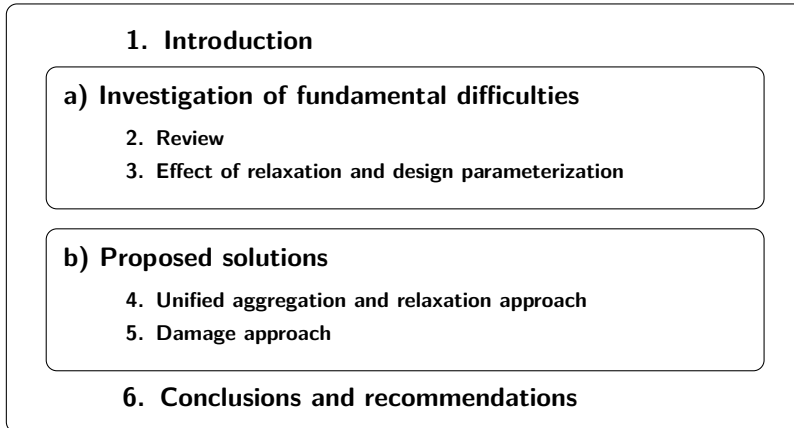 1. Introduction
a) Investigation of fundamental difficulties
2. Review
3. Effect of relaxation and design parameterization
b) Proposed solutions
4. Unified aggregation and relaxation approach
5. Damage approach
6. Conclusions and recommendations